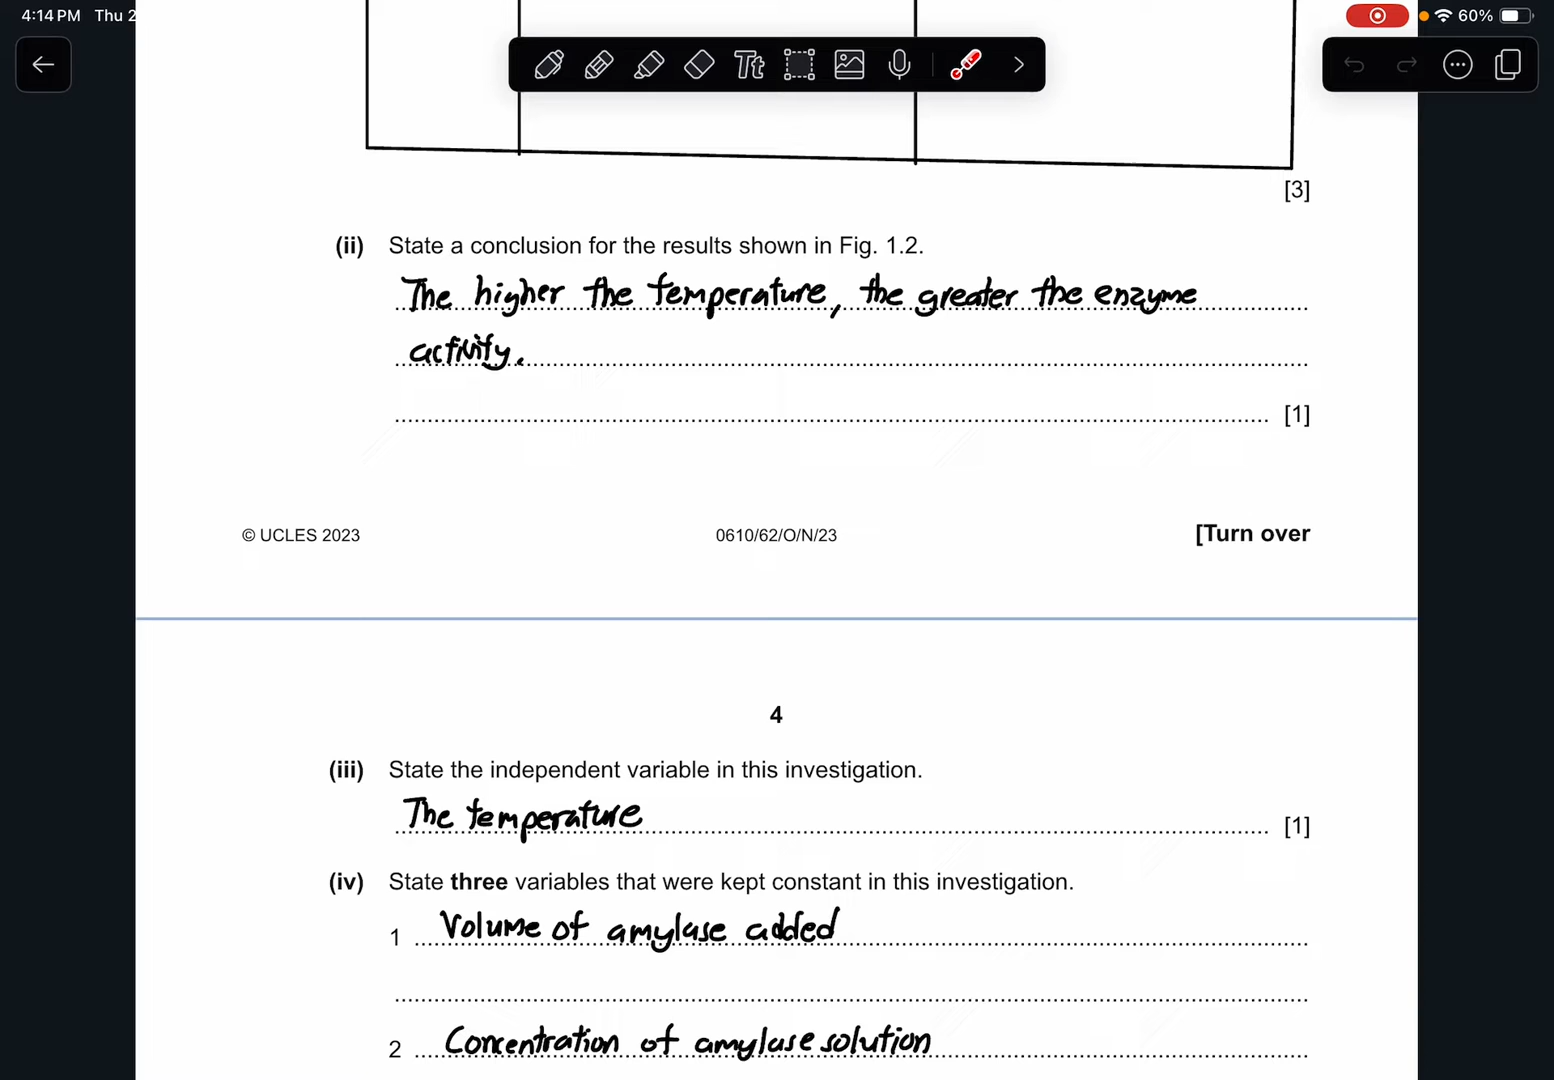 4:14 PM Thu 2
60%
Tt
[3]
(ii) State a conclusion for the results shown in Fig. 1.2.
The higher the temperature, the greater the enzyme
activity.
[1]
© UCLES 2023 0610/62/O/N/23 [Turn over
4
(iii) State the independent variable in this investigation.
The temperature [1]
(iv) State three variables that were kept constant in this investigation.
1 Volume of amylase added
2 Concentration of amylase solution